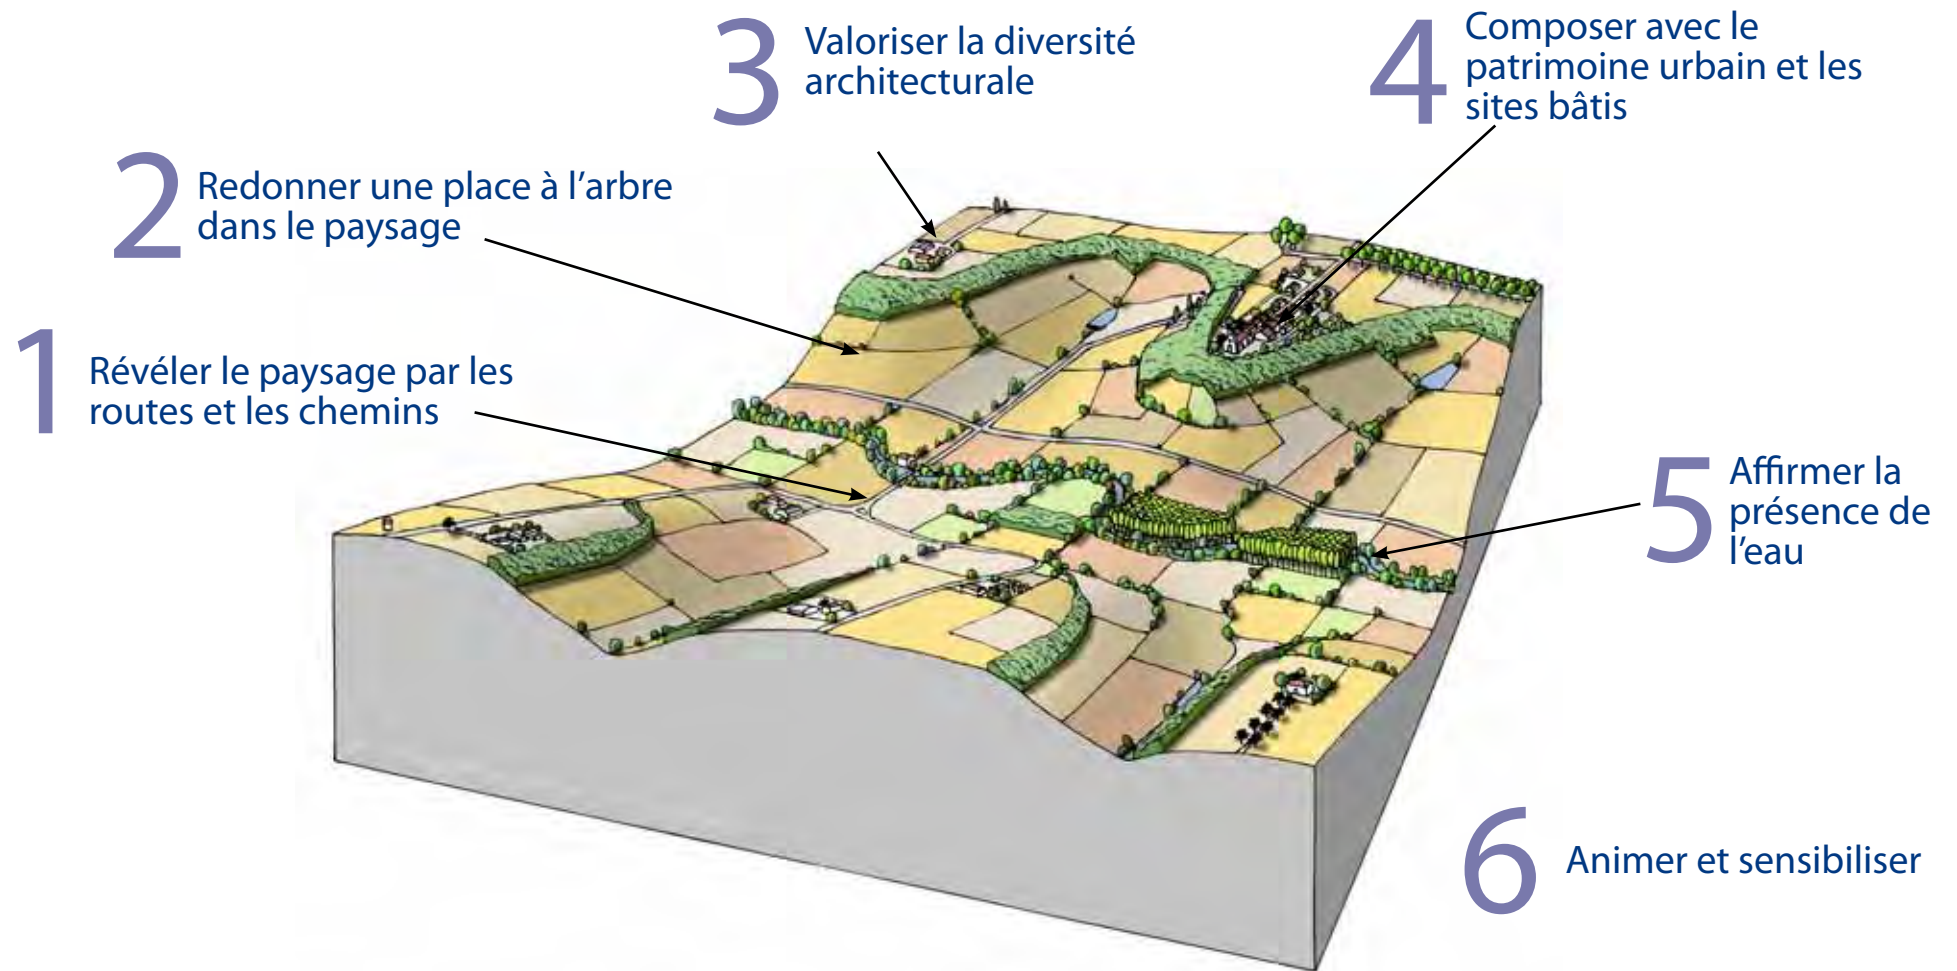 1
Révéler le paysage par les
routes et les chemins
2
Redonner une place à l'arbre
dans le paysage
3
Valoriser la diversité
architecturale
4
Composer avec le
patrimoine urbain et les
sites bâtis
5
Affirmer la
présence de
l'eau
6
Animer et sensibiliser